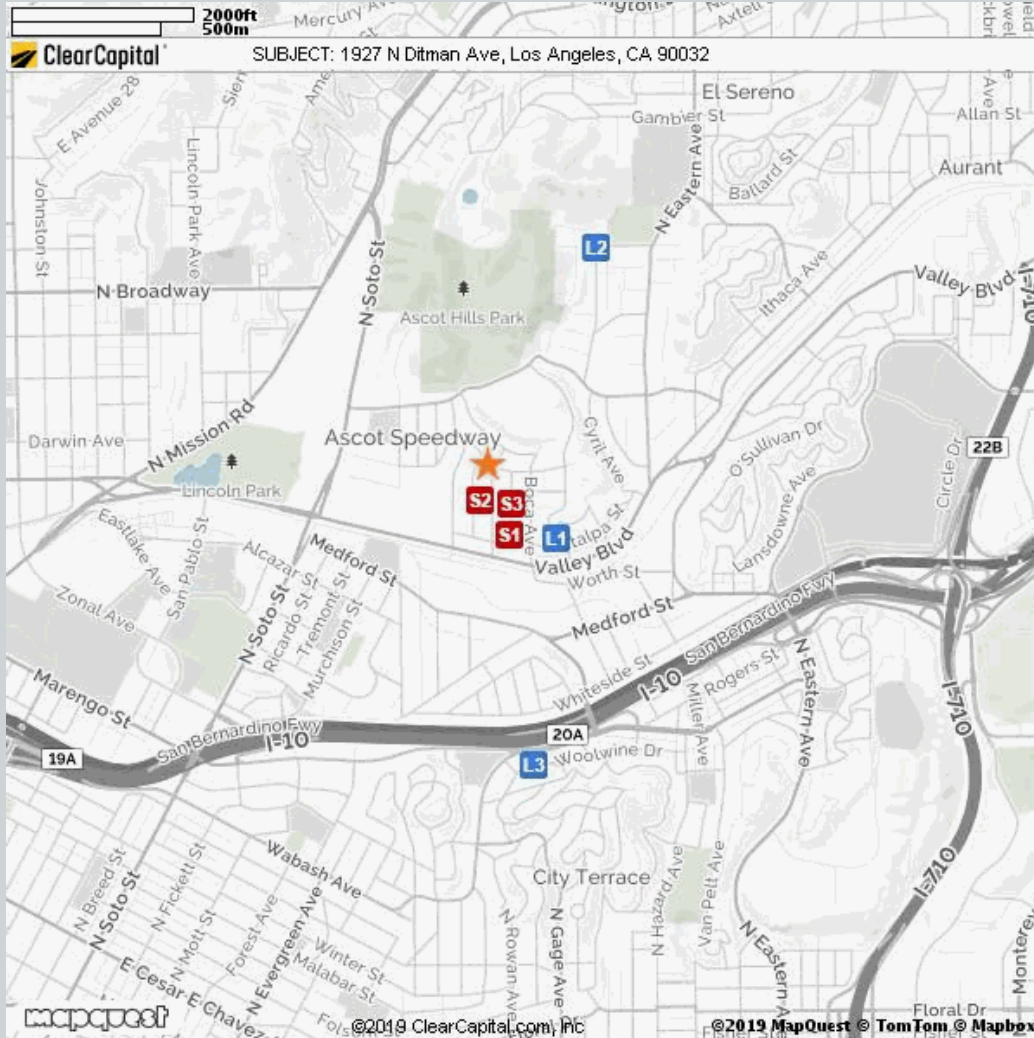 2000ft
500m
Mercury Ave
Axtell
ClearCapital
SUBJECT: 1927 N Ditman Ave, Los Angeles, CA 90032
E Avenue 28
Lincoln Park Ave
Johnston St
El Sereno
Gambier St
Allan St
Ballard St
Aurant
N Eastern Ave
L2
N Soto St
N Broadway
Ithaca Ave
Valley Blvd
I-710
Ascot Hills Park
N Mission Rd
Darwin Ave
Ascot Speedway
Cyril Ave
O'Sullivan Dr
22B
Circle Dr
Lincoln Park
S2
S3
Boca Ave
S1
L1
Lansdowne Ave
Eastlake Ave
San Pablo St
Alcazar St
Medford St
Valley Blvd
Worth St
Zonal Ave
N Soto St
Ricardo St
Tremont St
Murchison St
Medford St
San Bernardino Fwy
Whiteside St
I-10
Rogers St
N Eastern Ave
Marengo St
Miller Ave
I-710
San Bernardino Fwy
I-10
20A
19A
L3
Woolwine Dr
Wabash Ave
City Terrace
N Breed St
N Soto St
N Fickett St
N Mott St
Forest Ave
N Evergreen Ave
Winter St
Malabar St
N Rowan Ave
N Gage Ave
N Hazard Ave
Van Pelt Ave
N Eastern A
I-710
E Cesar E Chavez
Floral Dr
mapquest
©2019 ClearCapital.com, Inc
©2019 MapQuest © TomTom © Mapbox